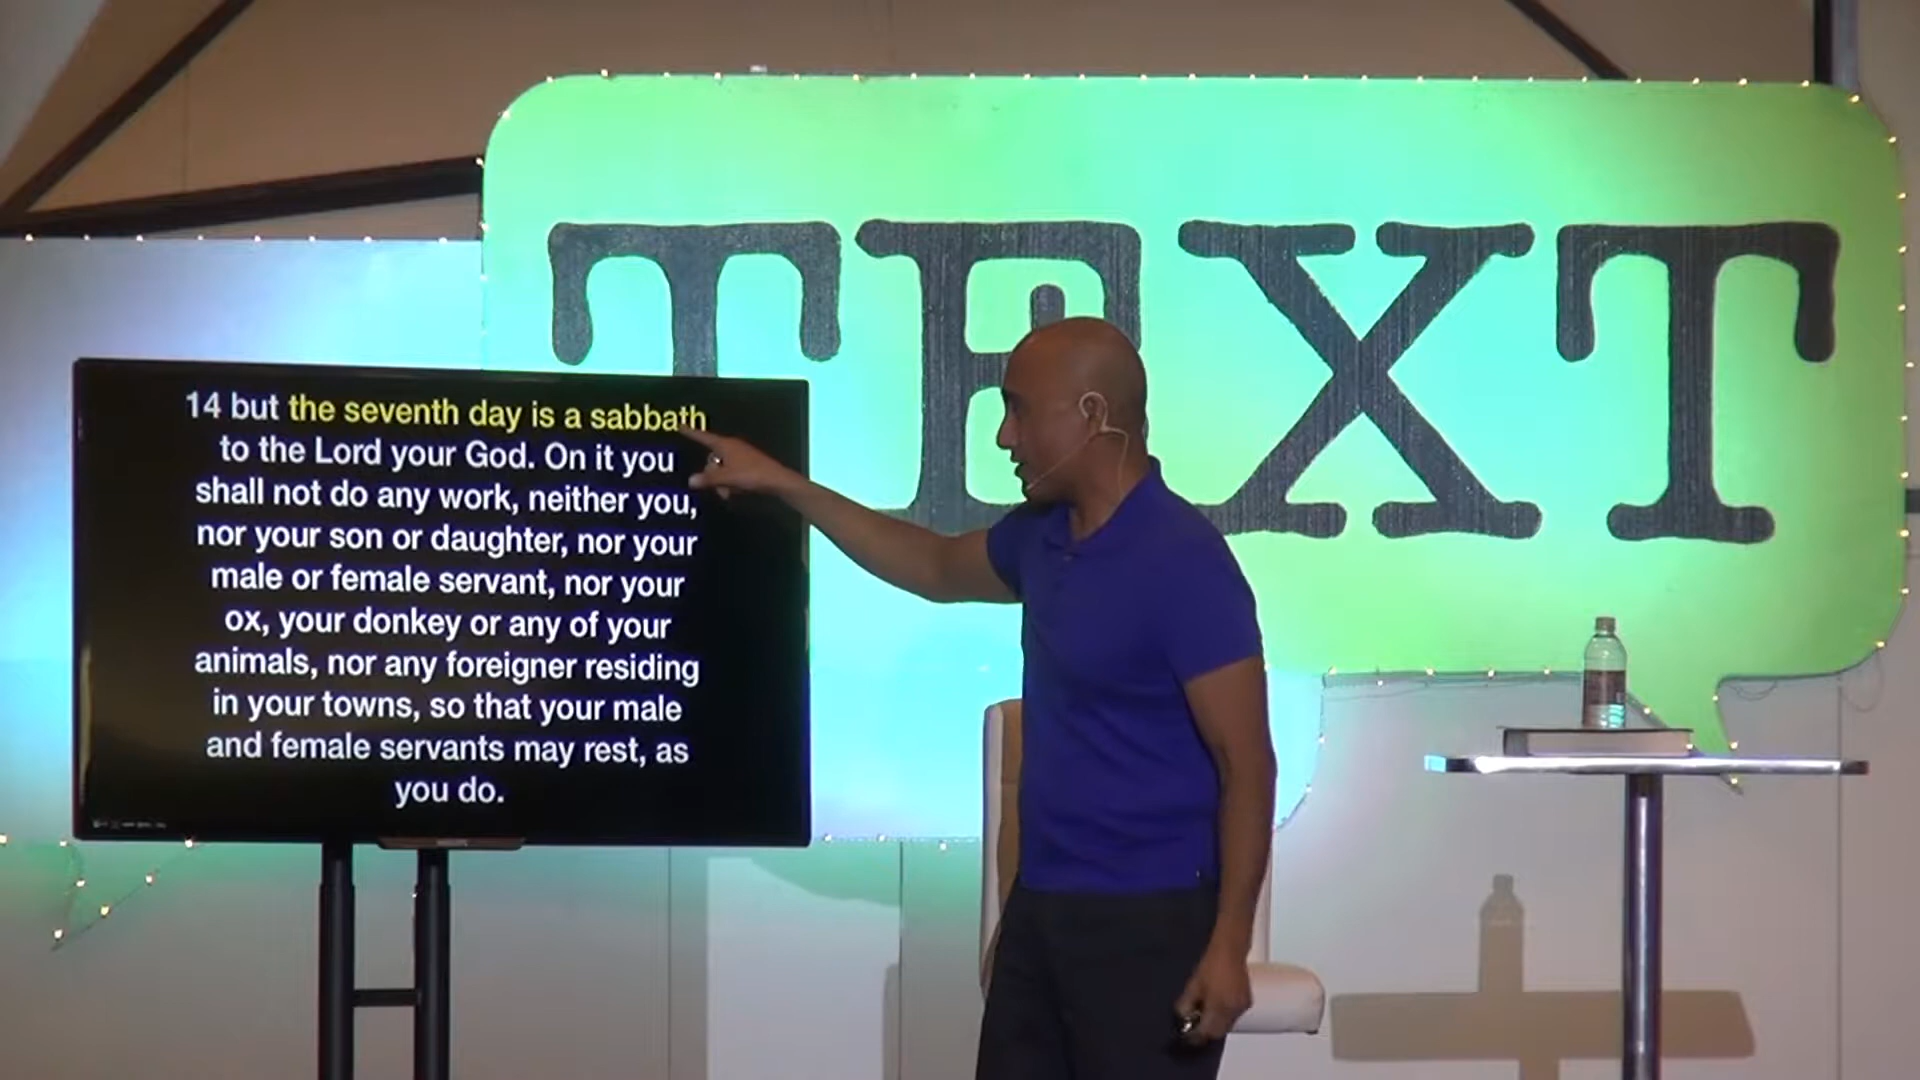 TEXT
14 but the seventh day is a sabbath
to the Lord your God. On it you
shall not do any work, neither you,
nor your son or daughter, nor your
male or female servant, nor your
ox, your donkey or any of your
animals, nor any foreigner residing
in your towns, so that your male
and female servants may rest, as
you do.